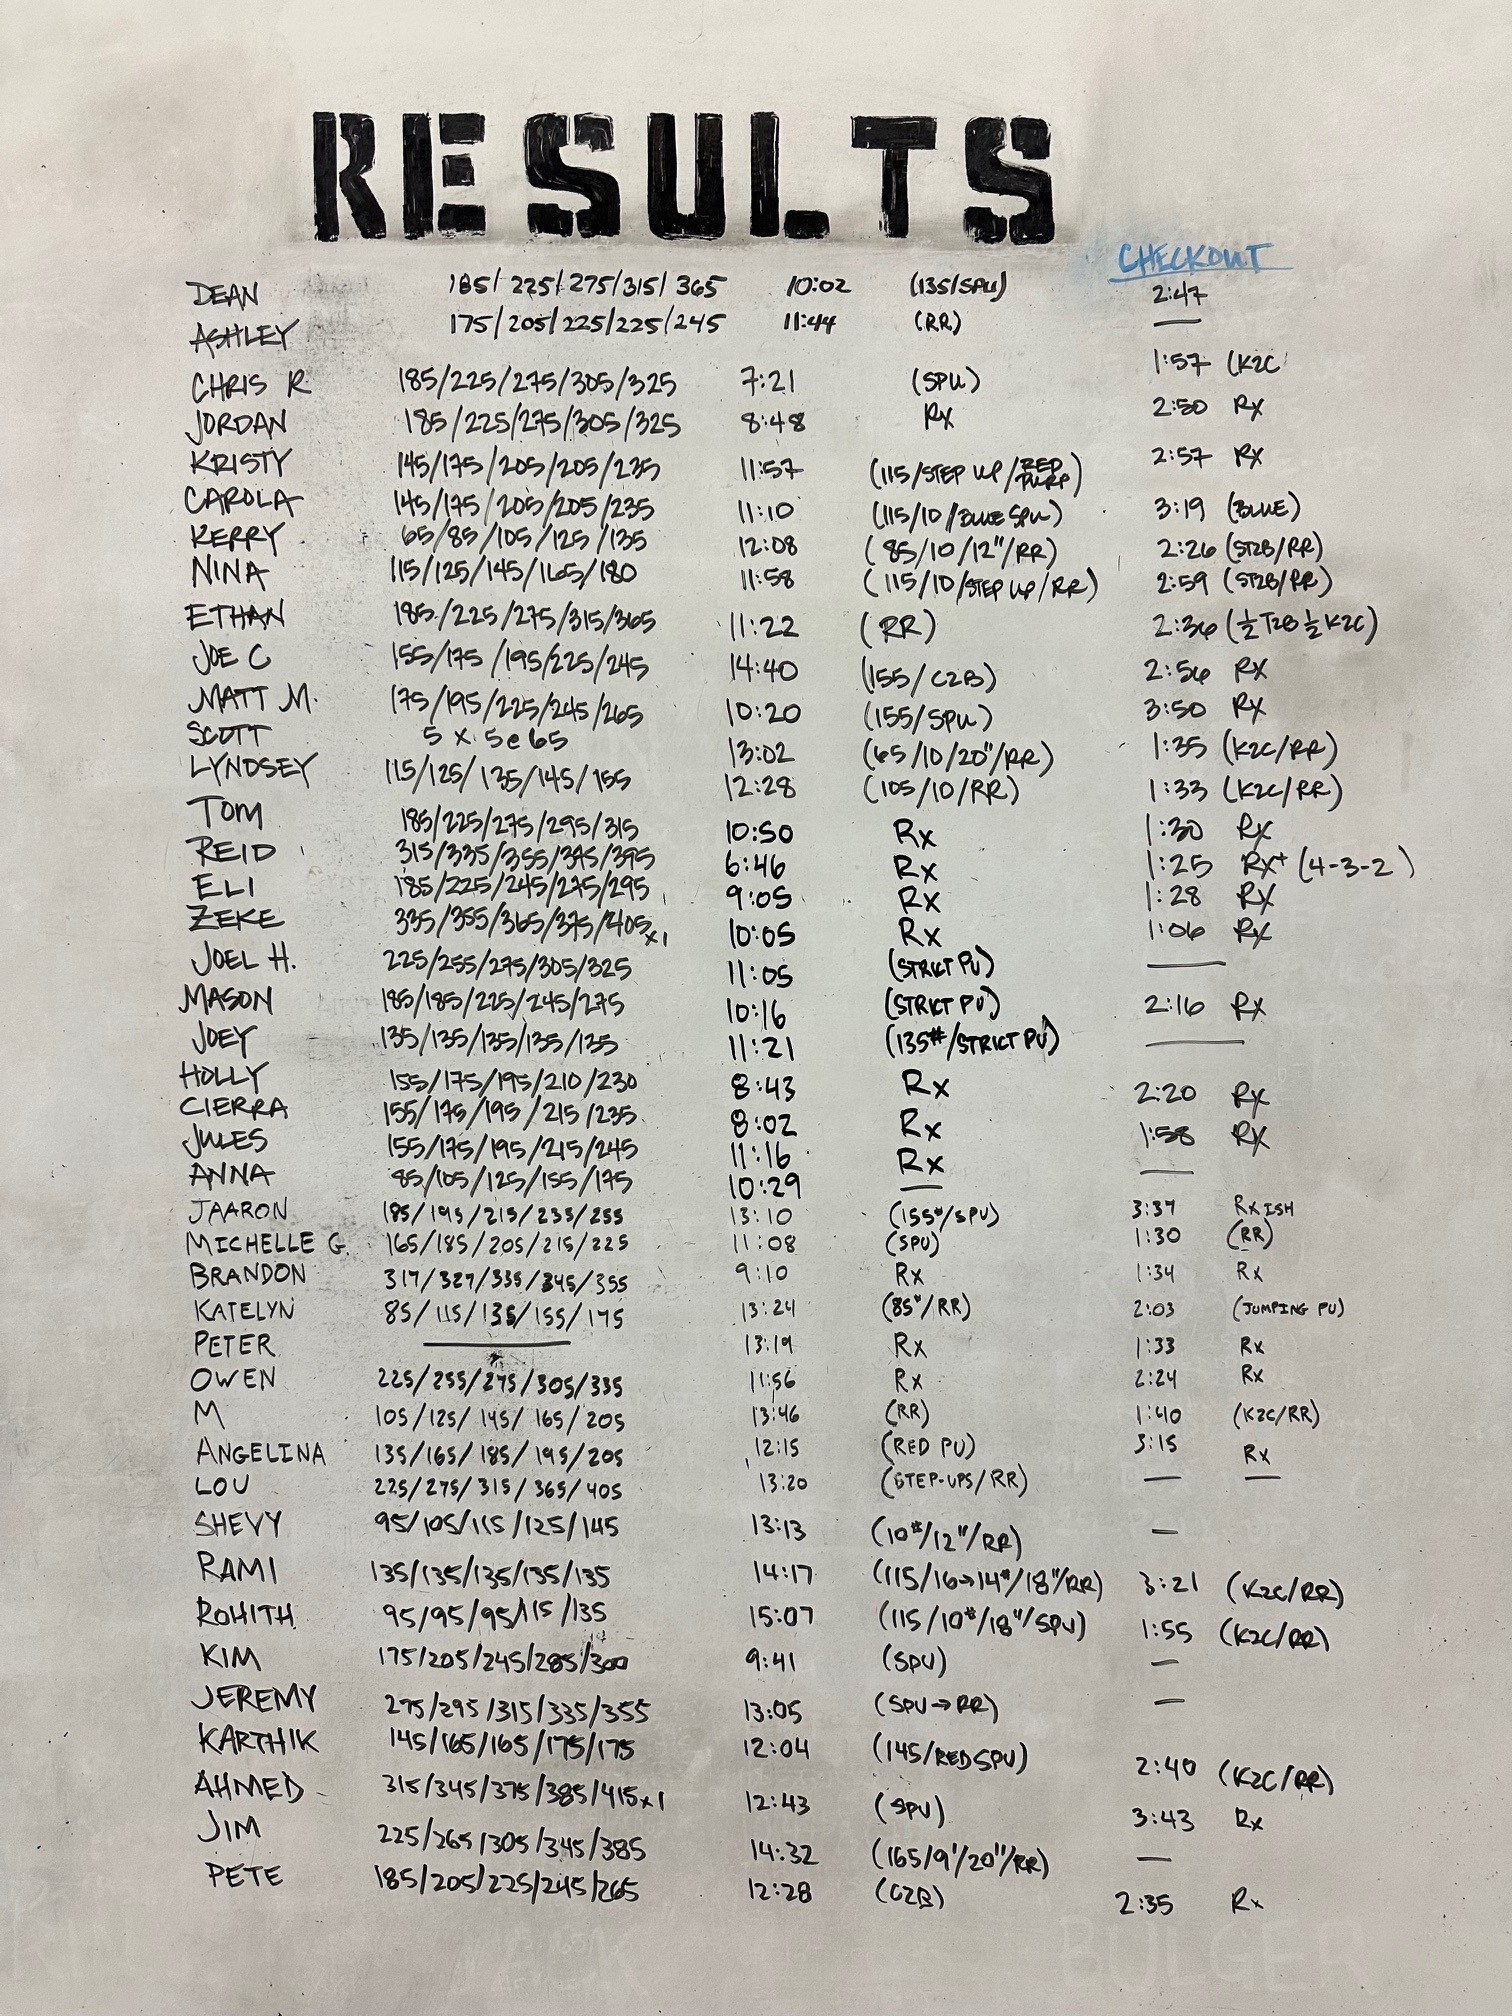 RESULTS
CHECKOUT
DEAN 185/225/275/315/365 10:02 (135/SPU) 2:47
ASHLEY 175/205/225/225/245 11:44 (RR) —
CHRIS R 185/225/275/305/325 7:21 (SPU) 1:57 (K2C
JORDAN 185/225/275/305/325 8:48 Rx 2:50 Rx
KRISTY 145/175/205/205/235 11:57 (115/STEP UP/RED PURP) 2:57 Rx
CAROLA 145/175/205/205/235 11:10 (115/10/BLUE SPU) 3:19 (BLUE)
KERRY 65/85/105/125/135 12:08 (85/10/12"/RR) 2:26 (ST2B/RR)
NINA 115/125/145/165/180 11:58 (115/10/STEP UP/RR) 2:59 (ST2B/RR)
ETHAN 185/225/275/315/365 11:22 (RR) 2:36 (½ T2B ½ K2C)
JOE C 155/175/195/225/245 14:40 (155/C2B) 2:56 Rx
MATT M. 175/195/225/245/265 10:20 (155/SPU) 3:50 Rx
SCOTT 5 x 5 @ 65 13:02 (65/10/20"/RR) 1:35 (K2C/RR)
LYNDSEY 115/125/135/145/155 12:28 (105/10/RR) 1:33 (K2C/RR)
TOM 185/225/275/295/315 10:50 Rx 1:30 Rx
REID 315/335/355/375/395 6:46 Rx 1:25 Rx+ (4-3-2)
ELI 185/225/245/275/295 9:05 Rx 1:28 Rx
ZEKE 335/355/365/375/405x1 10:05 Rx 1:06 Rx
JOEL H. 225/255/275/305/325 11:05 (STRICT PU) —
MASON 185/185/225/245/275 10:16 (STRICT PU) 2:16 Rx
JOEY 135/135/135/135/135 11:21 (135#/STRICT PU) —
HOLLY 155/175/195/210/230 8:43 Rx 2:20 Rx
CIERRA 155/175/195/215/235 8:02 Rx 1:58 Rx
JULES 155/175/195/215/245 11:16 Rx —
ANNA 85/105/125/155/175 10:29 —
JAARON 185/195/215/235/255 13:10 (155#/SPU) 3:37 RxISH
MICHELLE G. 165/185/205/215/225 11:08 (SPU) 1:30 (RR)
BRANDON 317/327/335/345/355 9:10 Rx 1:34 Rx
KATELYN 85/115/135/155/175 13:24 (85#/RR) 2:03 (JUMPING PU)
PETER — 13:19 Rx 1:33 Rx
OWEN 225/255/275/305/335 11:56 Rx 2:24 Rx
M 105/125/145/165/205 13:46 (RR) 1:40 (K2C/RR)
ANGELINA 135/165/185/195/205 12:15 (RED PU) 3:15 Rx
LOU 225/275/315/365/405 13:20 (STEP-UPS/RR) — —
SHEVY 95/105/115/125/145 13:13 (10#/12"/RR) —
RAMI 135/135/135/135/135 14:17 (115/16→14#/18"/RR) 3:21 (K2C/RR)
ROHITH 95/95/95/115/135 15:07 (115/10#/18"/SPU) 1:55 (K2C/RR)
KIM 175/205/245/285/300 9:41 (SPU) —
JEREMY 275/295/315/335/355 13:05 (SPU→RR) —
KARTHIK 145/165/165/175/175 12:04 (145/RED SPU) 2:40 (K2C/RR)
AHMED 315/345/375/385/415x1 12:43 (SPU) 3:43 Rx
JIM 225/265/305/345/385 14:32 (165/9'/20"/RR) —
PETE 185/205/225/245/265 12:28 (C2B) 2:35 Rx
BULGER